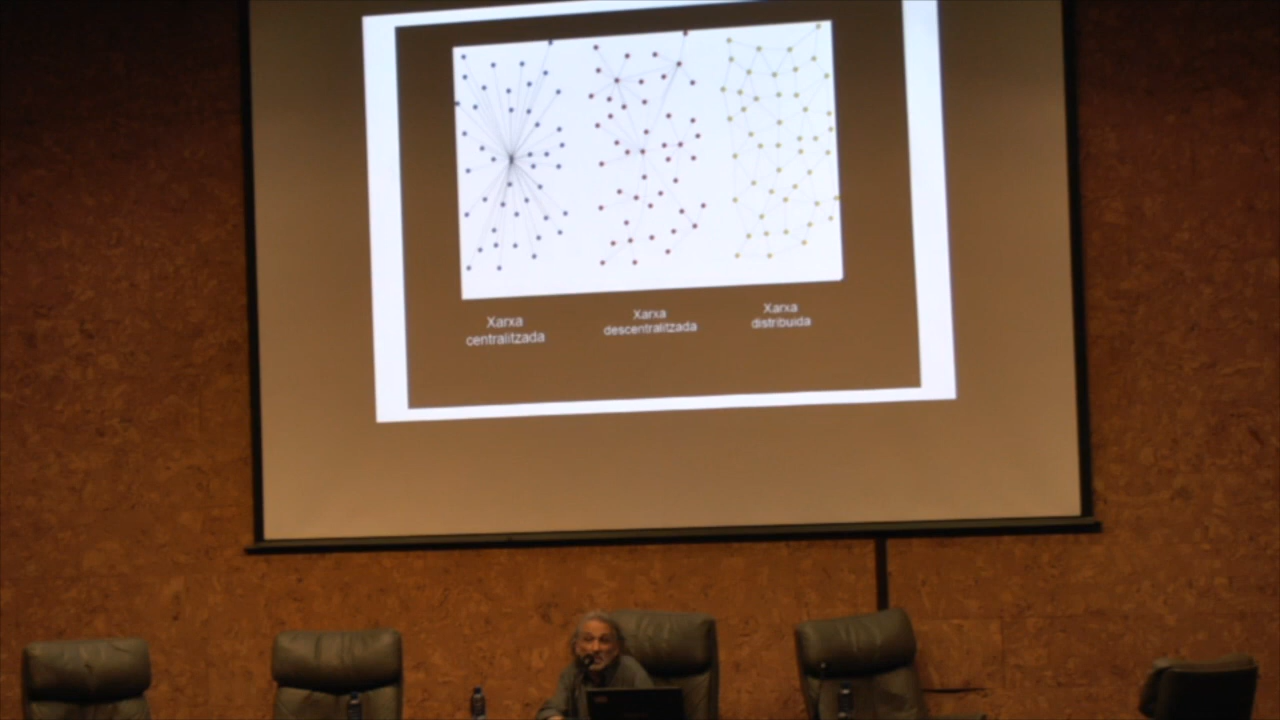 Xarxa
centralitzada
Xarxa
descentralitzada
Xarxa
distribuida